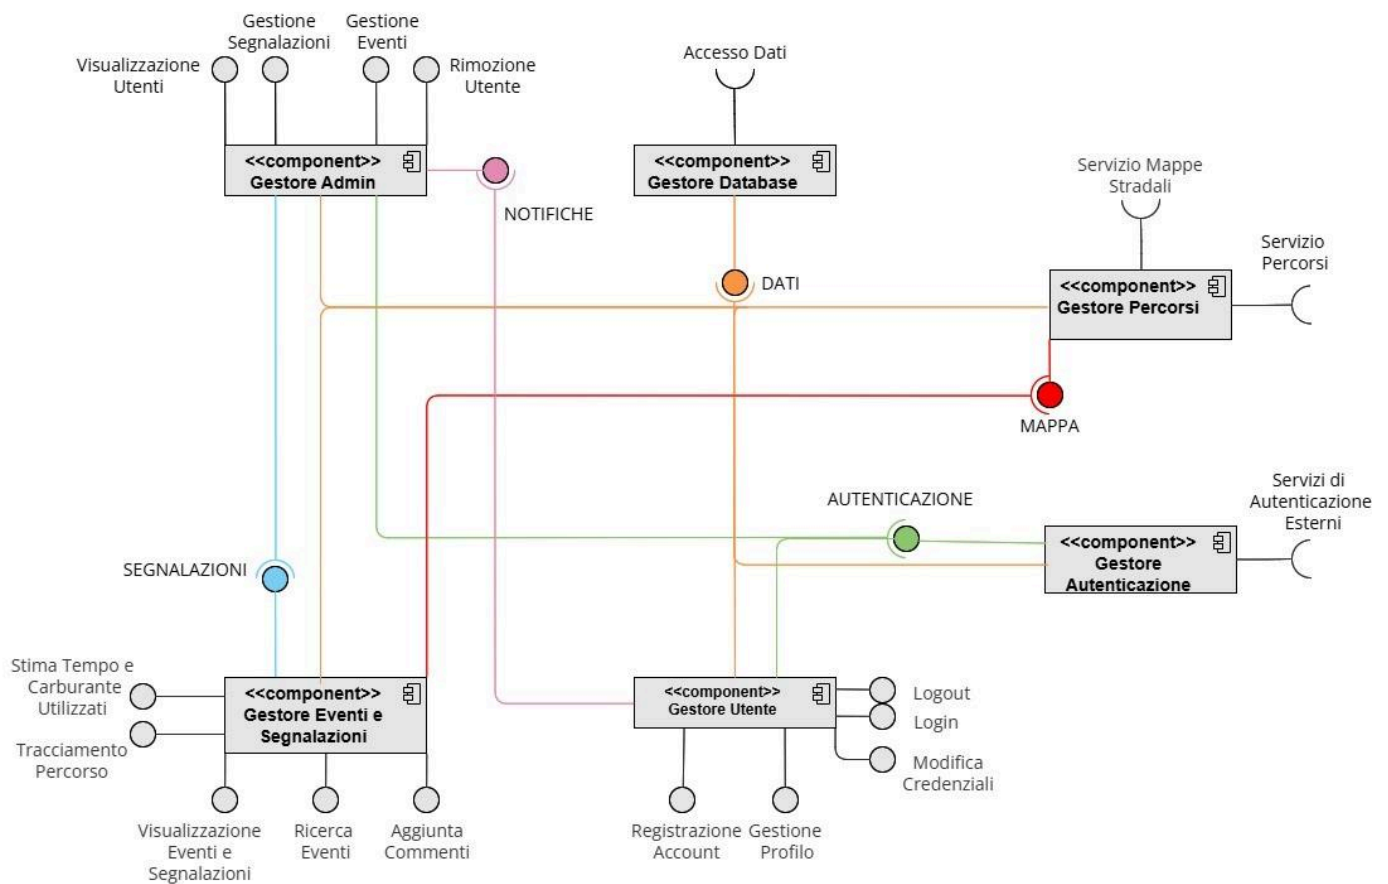 Gestione
Segnalazioni
Gestione
Eventi
Visualizzazione
Utenti
Rimozione
Utente
Accesso Dati
<<component>>
Gestore Admin
<<component>>
Gestore Database
Servizio Mappe
Stradali
NOTIFICHE
Servizio
Percorsi
DATI
<<component>>
Gestore Percorsi
MAPPA
AUTENTICAZIONE
Servizi di
Autenticazione
Esterni
<<component>>
Gestore
Autenticazione
SEGNALAZIONI
Stima Tempo e
Carburante
Utilizzati
<<component>>
Gestore Eventi e
Segnalazioni
<<component>>
Gestore Utente
Logout
Login
Tracciamento
Percorso
Modifica
Credenziali
Visualizzazione
Eventi e
Segnalazioni
Ricerca
Eventi
Aggiunta
Commenti
Registrazione
Account
Gestione
Profilo